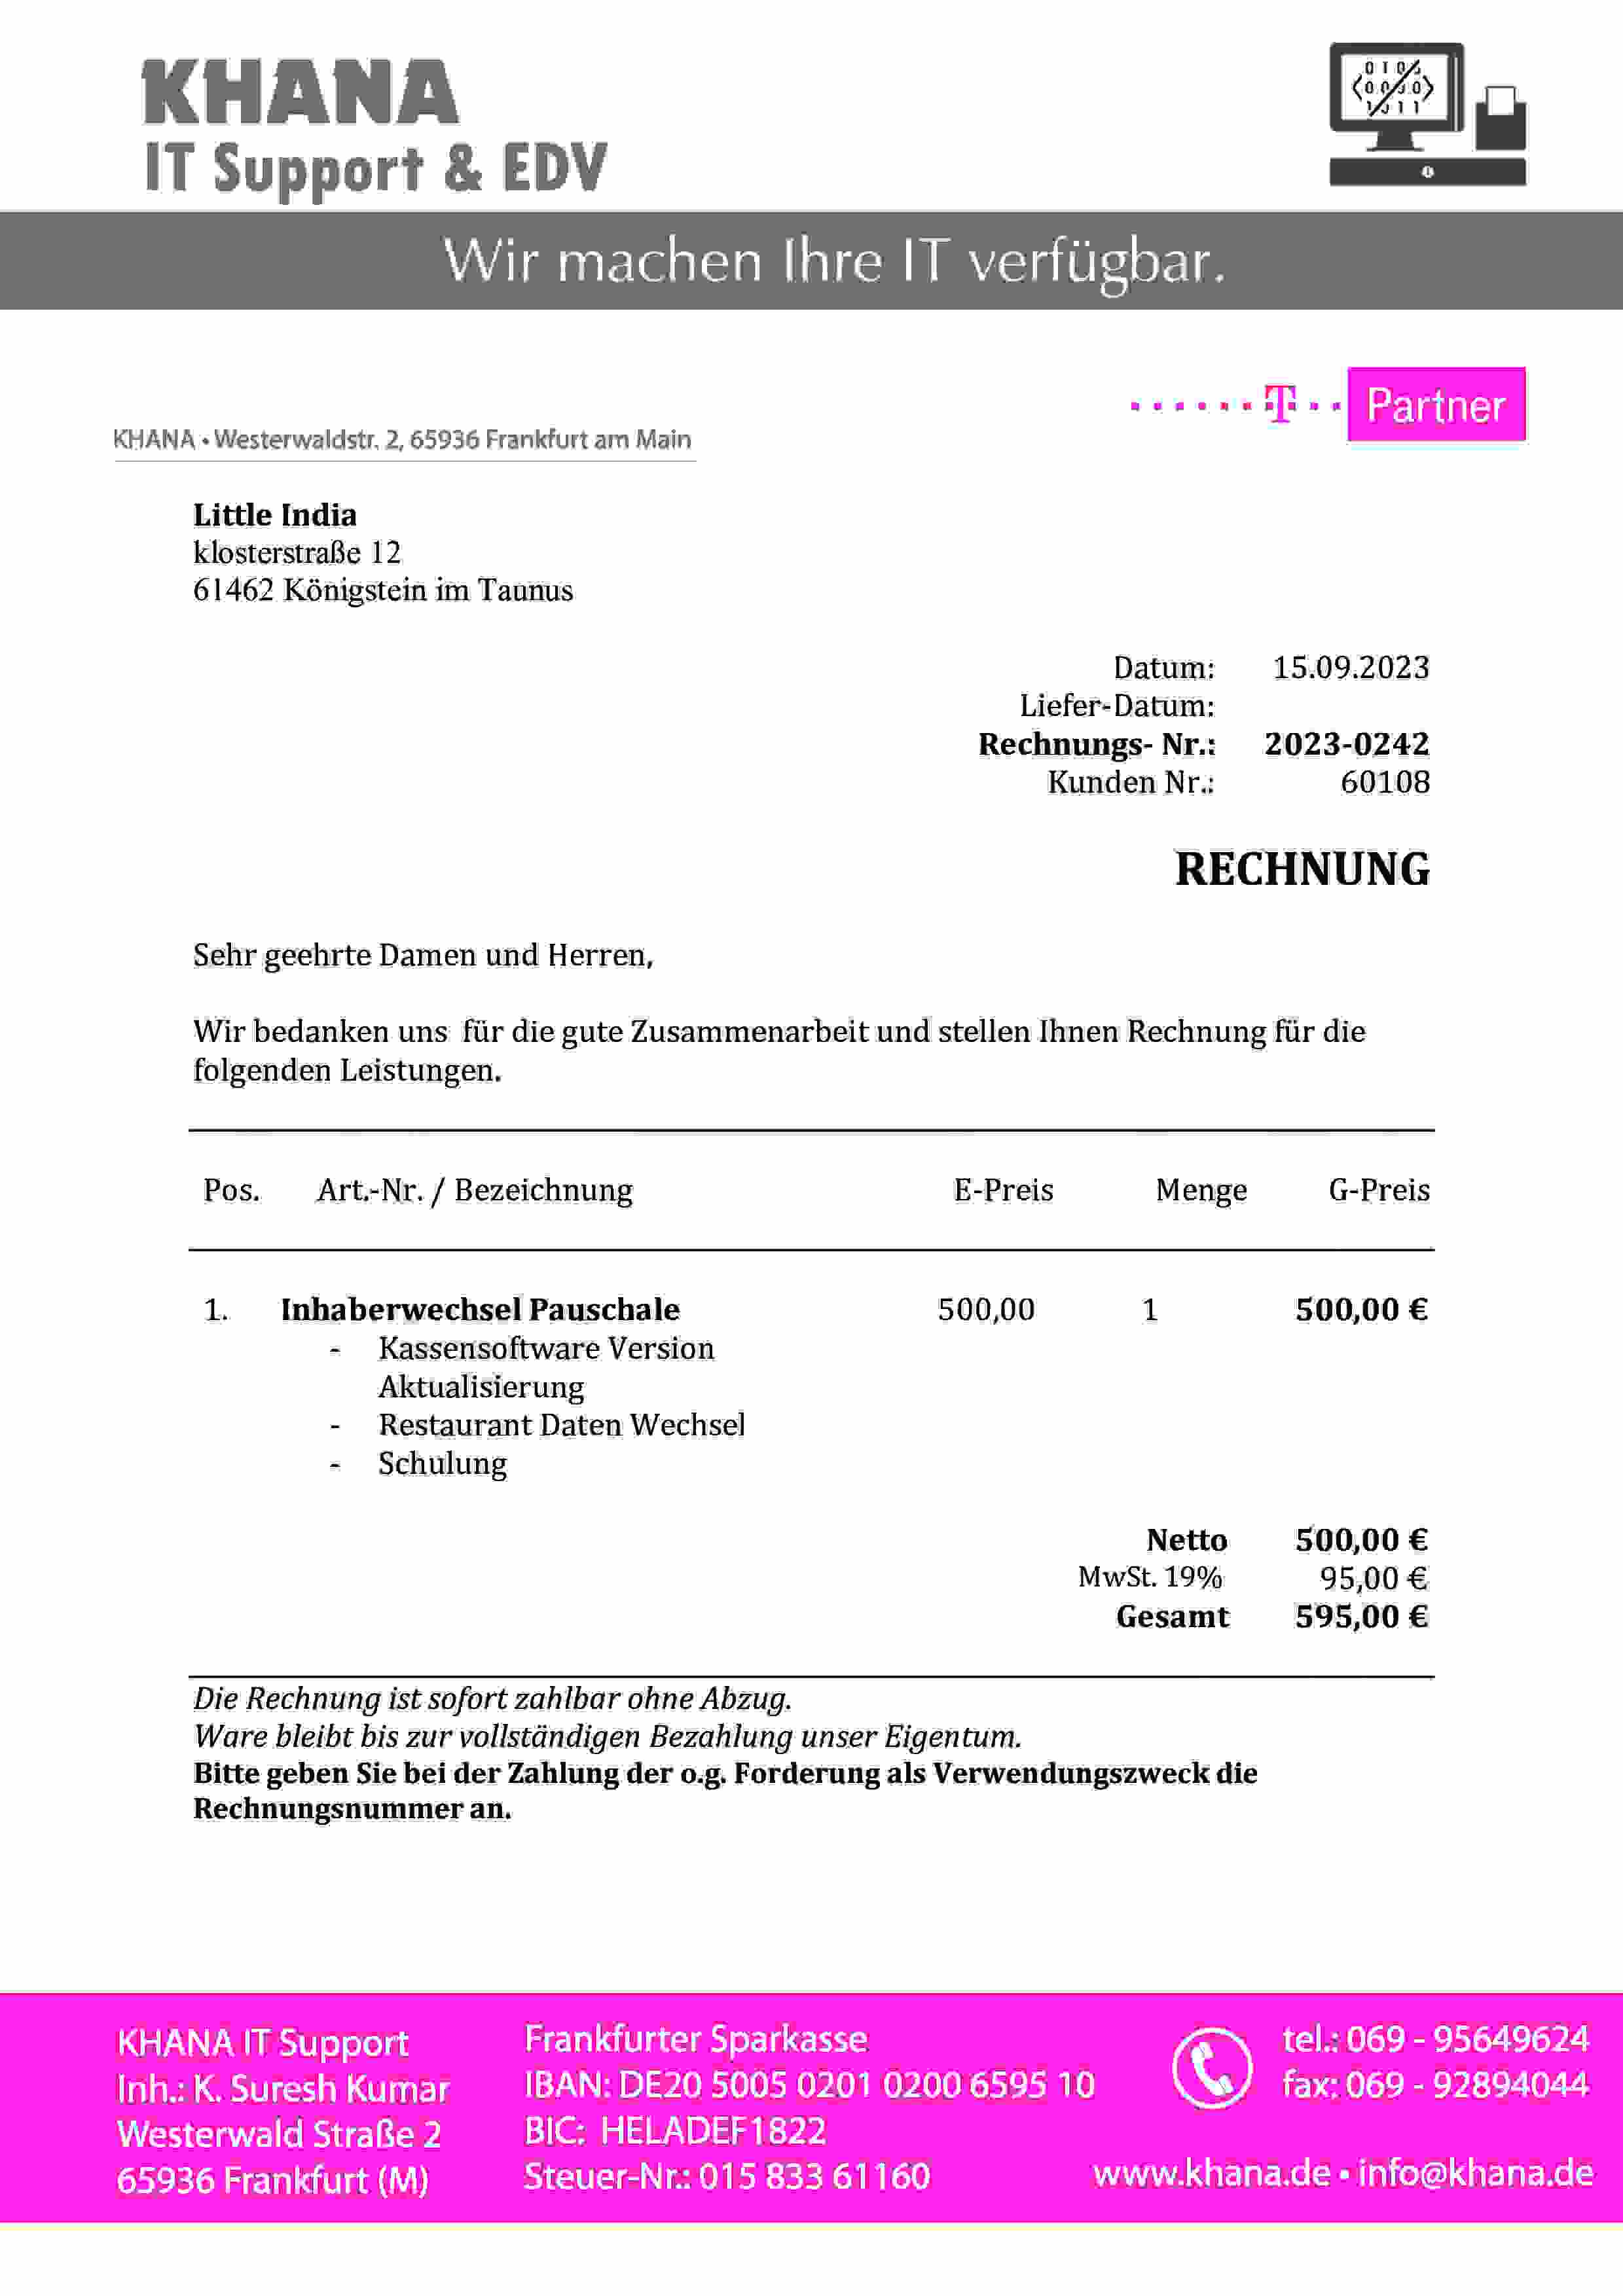 KHANA
IT Support & EDV
Wir machen Ihre IT verfügbar.
T Partner
KHANA • Westerwaldstr. 2, 65936 Frankfurt am Main
Little India
klosterstraße 12
61462 Königstein im Taunus
Datum: 15.09.2023
Liefer-Datum:
Rechnungs- Nr.: 2023-0242
Kunden Nr.: 60108
RECHNUNG
Sehr geehrte Damen und Herren,
Wir bedanken uns für die gute Zusammenarbeit und stellen Ihnen Rechnung für die
folgenden Leistungen.
Pos. Art.-Nr. / Bezeichnung E-Preis Menge G-Preis
1. Inhaberwechsel Pauschale 500,00 1 500,00 €
- Kassensoftware Version
Aktualisierung
- Restaurant Daten Wechsel
- Schulung
Netto 500,00 €
MwSt. 19% 95,00 €
Gesamt 595,00 €
Die Rechnung ist sofort zahlbar ohne Abzug.
Ware bleibt bis zur vollständigen Bezahlung unser Eigentum.
Bitte geben Sie bei der Zahlung der o.g. Forderung als Verwendungszweck die
Rechnungsnummer an.
KHANA IT Support
Inh.: K. Suresh Kumar
Westerwald Straße 2
65936 Frankfurt (M)
Frankfurter Sparkasse
IBAN: DE20 5005 0201 0200 6595 10
BIC: HELADEF1822
Steuer-Nr.: 015 833 61160
tel.: 069 - 95649624
fax: 069 - 92894044
www.khana.de • info@khana.de